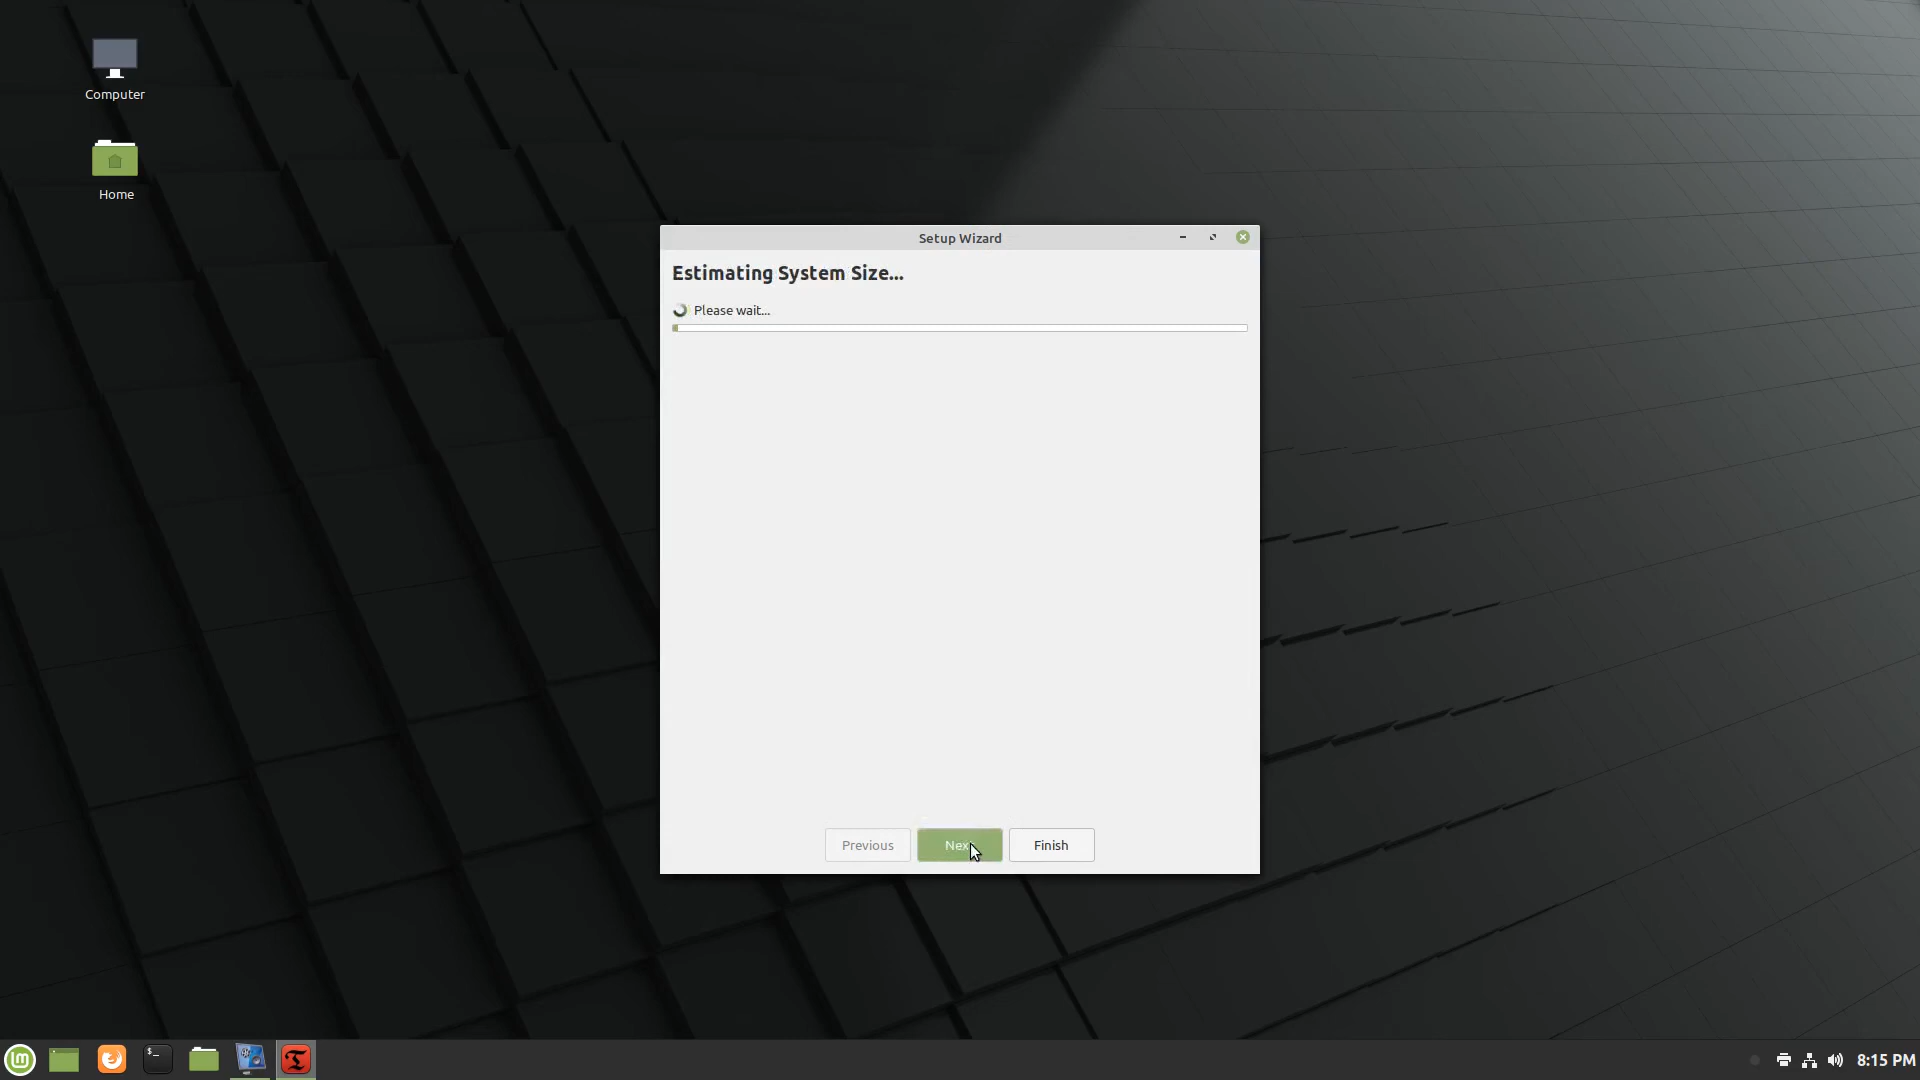 Computer
Home
Setup Wizard
Estimating System Size...
Please wait...
Previous
Finish
8:15 PM